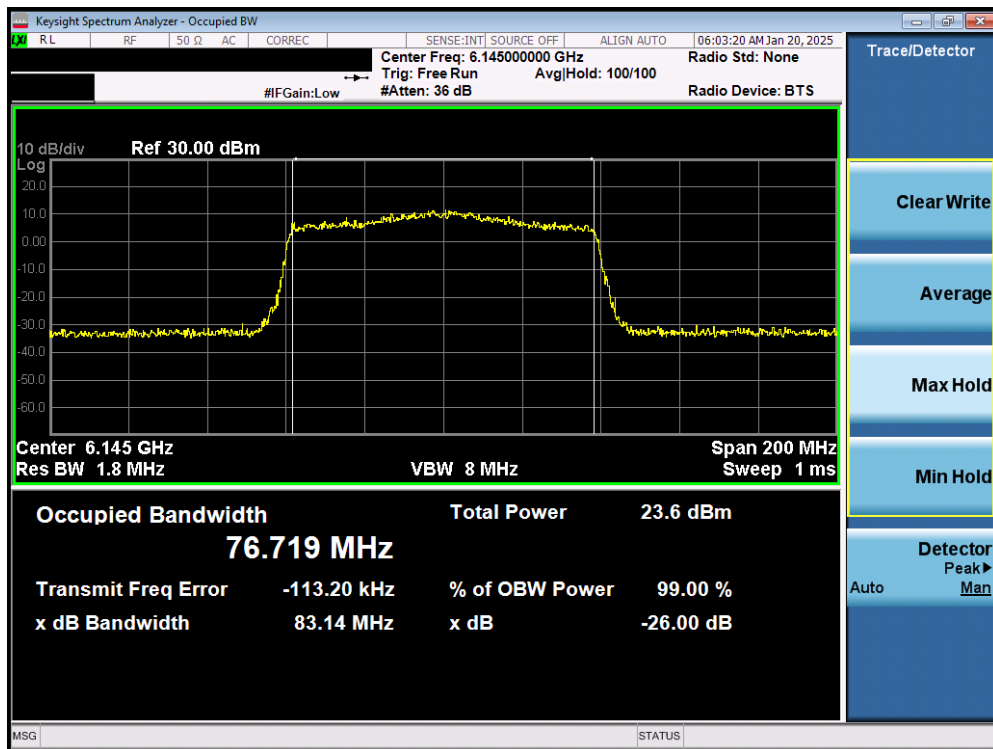 Keysight Spectrum Analyzer - Occupied BW
LXI RL RF 50 Ω AC CORREC SENSE:INT SOURCE OFF ALIGN AUTO 06:03:20 AM Jan 20, 2025
Center Freq: 6.145000000 GHz Radio Std: None
Trig: Free Run Avg|Hold: 100/100
#IFGain:Low #Atten: 36 dB Radio Device: BTS
10 dB/div Ref 30.00 dBm
Log
20.0
10.0
0.00
-10.0
-20.0
-30.0
-40.0
-50.0
-60.0
Center 6.145 GHz Span 200 MHz
Res BW 1.8 MHz VBW 8 MHz Sweep 1 ms
Occupied Bandwidth Total Power 23.6 dBm
76.719 MHz
Transmit Freq Error -113.20 kHz % of OBW Power 99.00 %
x dB Bandwidth 83.14 MHz x dB -26.00 dB
MSG STATUS
Trace/Detector
Clear Write
Average
Max Hold
Min Hold
Detector
Peak▶
Auto Man